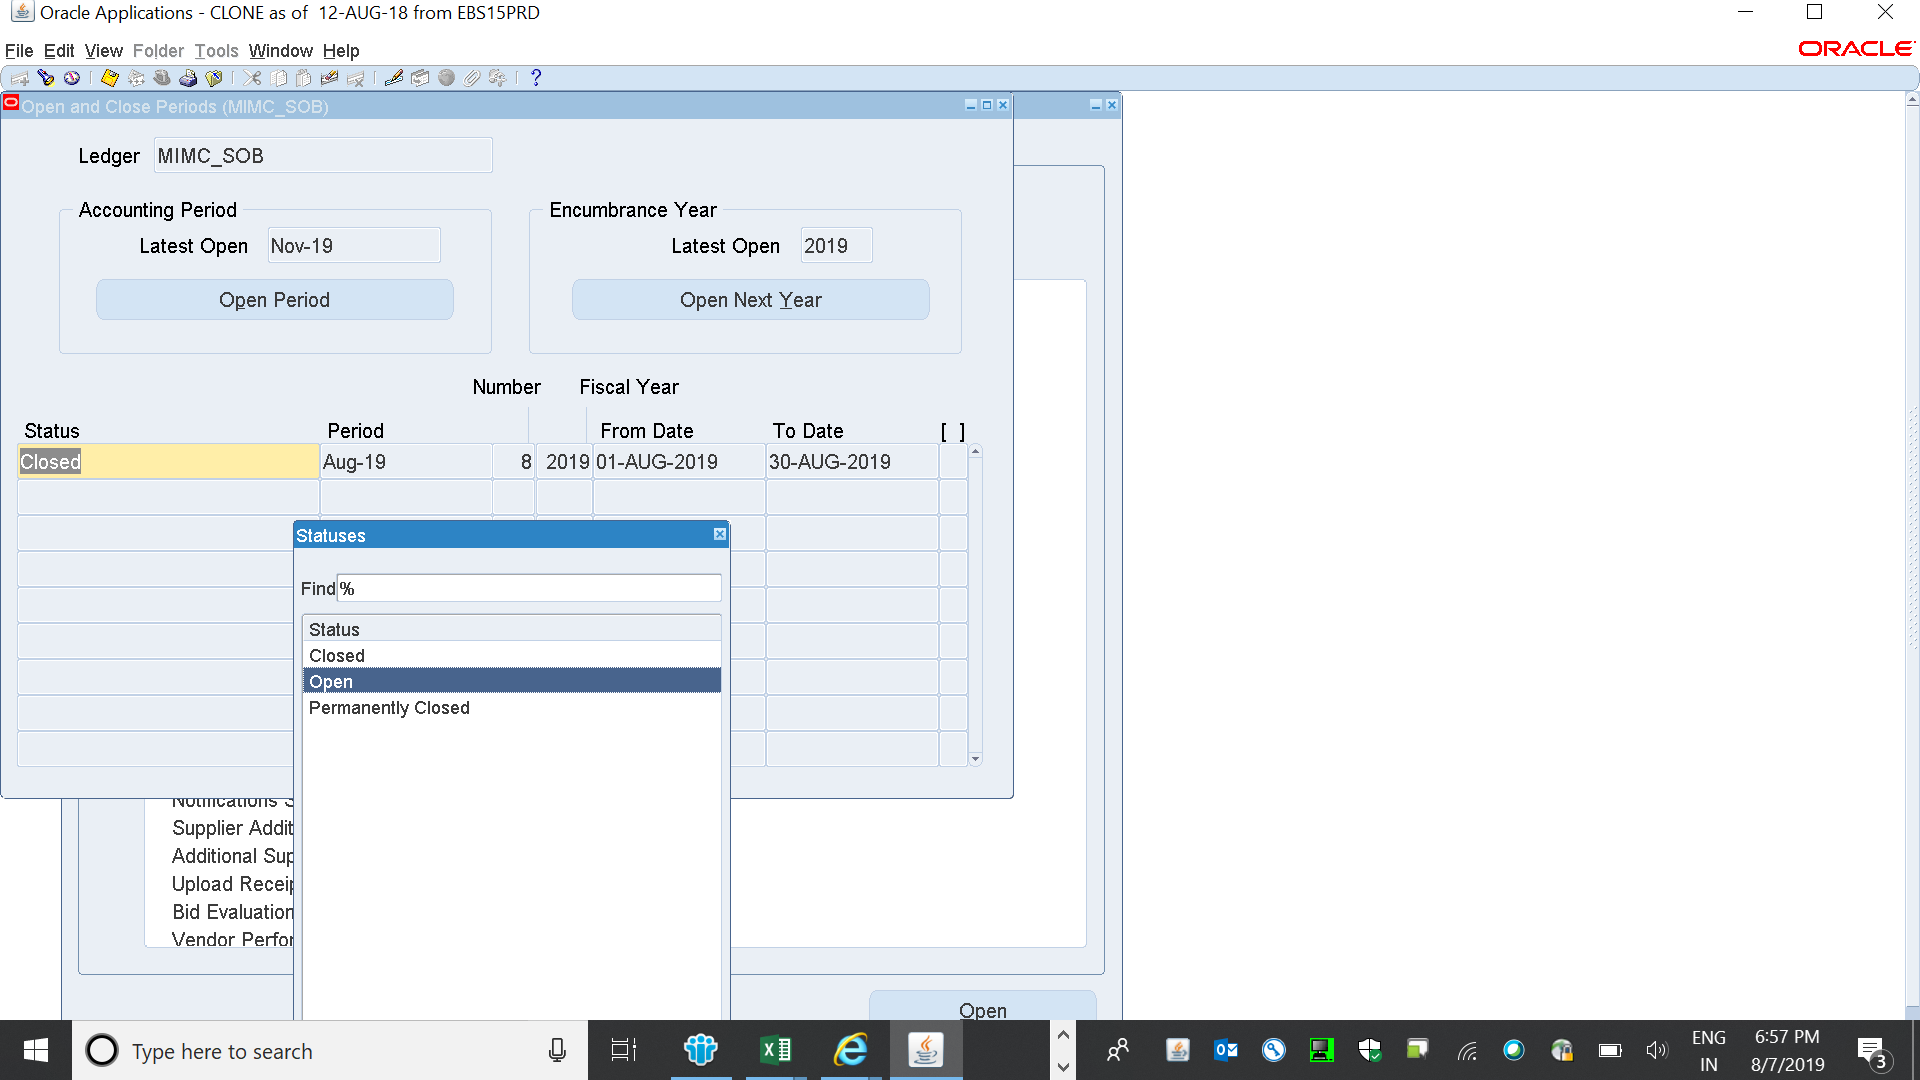 Oracle Applications - CLONE as of  12-AUG-18 from EBS15PRD
File Edit View Folder Tools Window Help
ORACLE
Open and Close Periods (MIMC_SOB)
Ledger MIMC_SOB
Accounting Period
Encumbrance Year
Latest Open Nov-19
Latest Open 2019
Open Period
Open Next Year
Number Fiscal Year
Status Period From Date To Date [ ]
Closed Aug-19 8 2019 01-AUG-2019 30-AUG-2019
Statuses
Find %
Status
Closed
Open
Permanently Closed
Notifications S
Supplier Addit
Additional Sup
Upload Receip
Bid Evaluation
Vendor Perfor
Open
Type here to search
ENG
IN
6:57 PM
8/7/2019
3